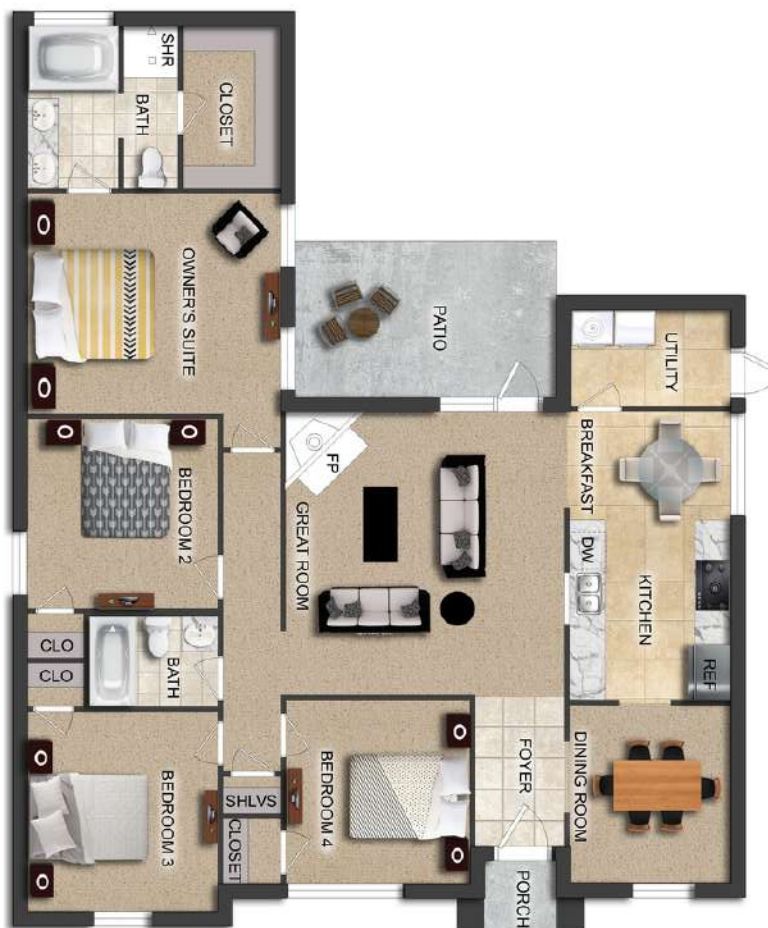 SHR
BATH
CLOSET
OWNER'S SUITE
PATIO
UTILITY
BREAKFAST
FP
GREAT ROOM
BEDROOM 2
DW
KITCHEN
REF
CLO
CLO
BATH
BEDROOM 3
SHLVS
CLOSET
BEDROOM 4
FOYER
DINING ROOM
PORCH